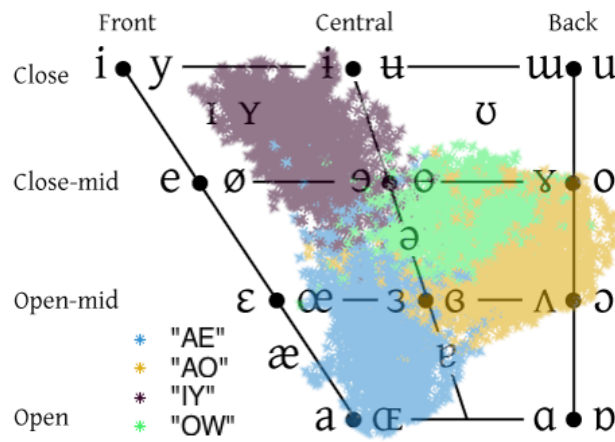 Front Central Back
Close i y ɨ ʉ ɯ u
ɪ ʏ ʊ
Close-mid e ø ɘ ɵ ɤ o
ə
Open-mid ɛ œ ɜ ɞ ʌ ɔ
"AE"
æ ɐ
"AO"
"IY"
Open a Œ ɑ ɒ
"OW"